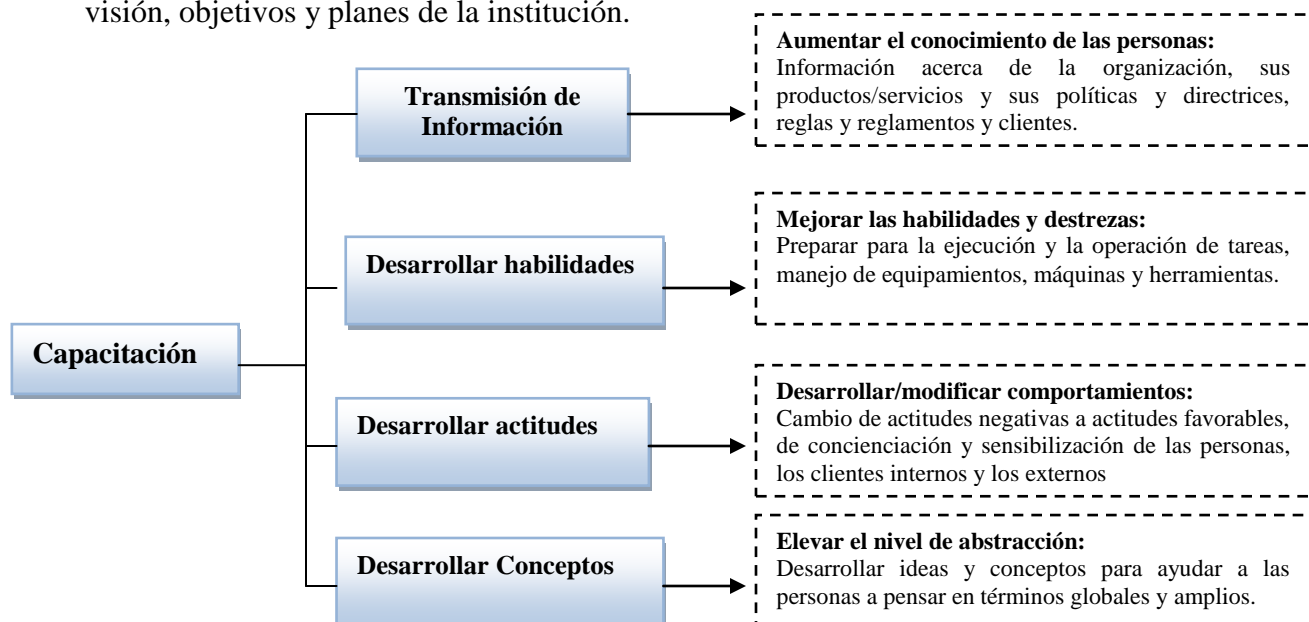 visión, objetivos y planes de la institución.
Capacitación
Transmisión de
Información
Aumentar el conocimiento de las personas:
Información acerca de la organización, sus
productos/servicios y sus políticas y directrices,
reglas y reglamentos y clientes.
Desarrollar habilidades
Mejorar las habilidades y destrezas:
Preparar para la ejecución y la operación de tareas,
manejo de equipamientos, máquinas y herramientas.
Desarrollar actitudes
Desarrollar/modificar comportamientos:
Cambio de actitudes negativas a actitudes favorables,
de concienciación y sensibilización de las personas,
los clientes internos y los externos
Desarrollar Conceptos
Elevar el nivel de abstracción:
Desarrollar ideas y conceptos para ayudar a las
personas a pensar en términos globales y amplios.